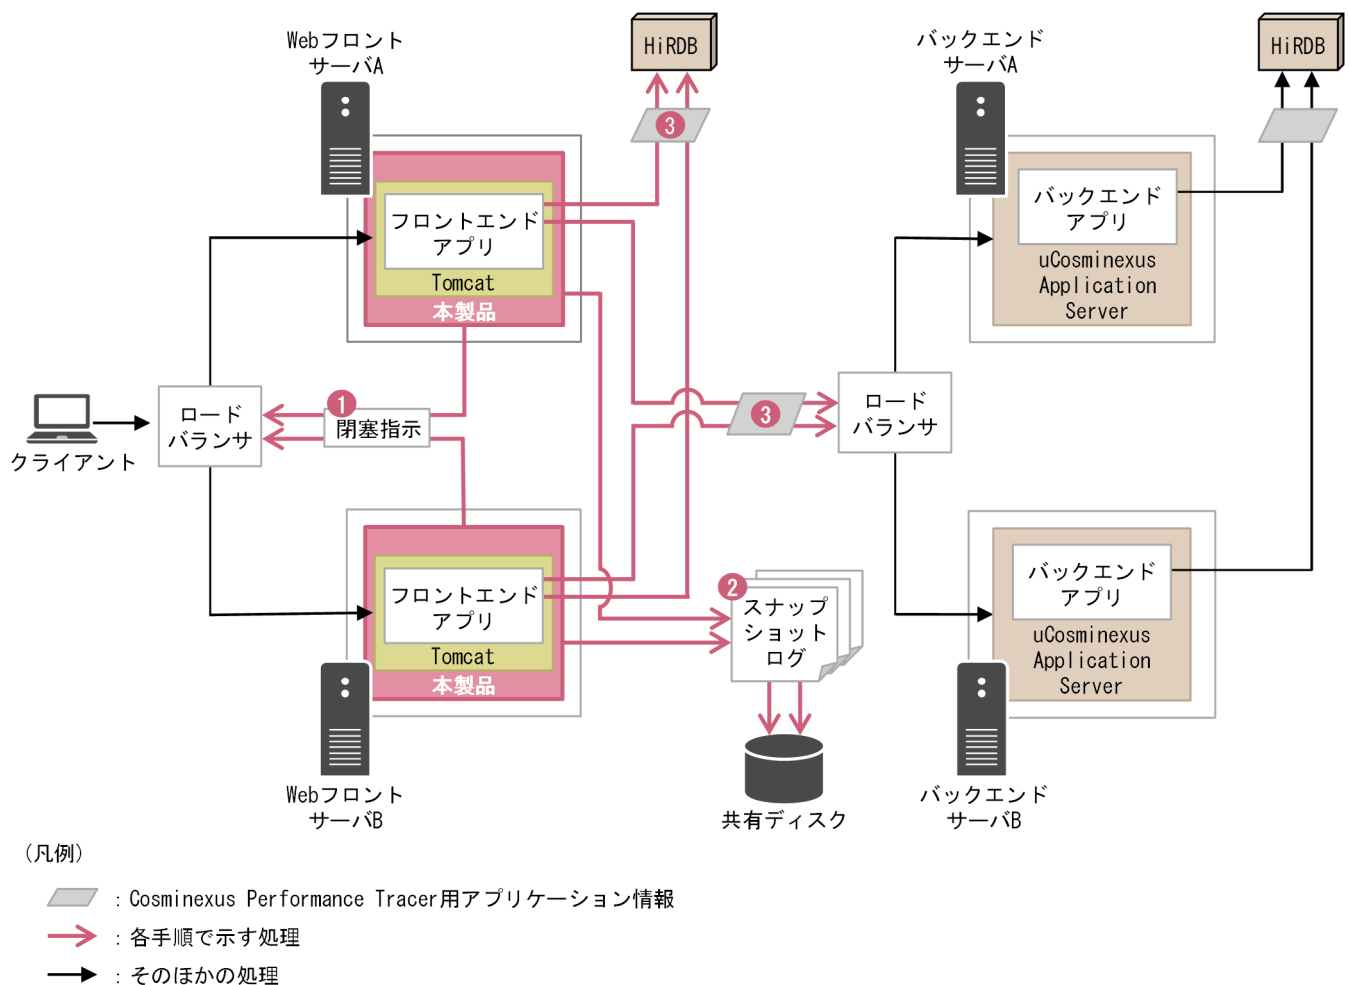 Webフロント
サーバA
HiRDB
バックエンド
サーバA
HiRDB
3
フロントエンド
アプリ
Tomcat
本製品
バックエンド
アプリ
uCosminexus
Application
Server
クライアント
ロード
バランサ
1
閉塞指示
3
ロード
バランサ
フロントエンド
アプリ
Tomcat
本製品
2
スナップ
ショット
ログ
バックエンド
アプリ
uCosminexus
Application
Server
Webフロント
サーバB
共有ディスク
バックエンド
サーバB
(凡例)
:Cosminexus Performance Tracer用アプリケーション情報
:各手順で示す処理
:そのほかの処理